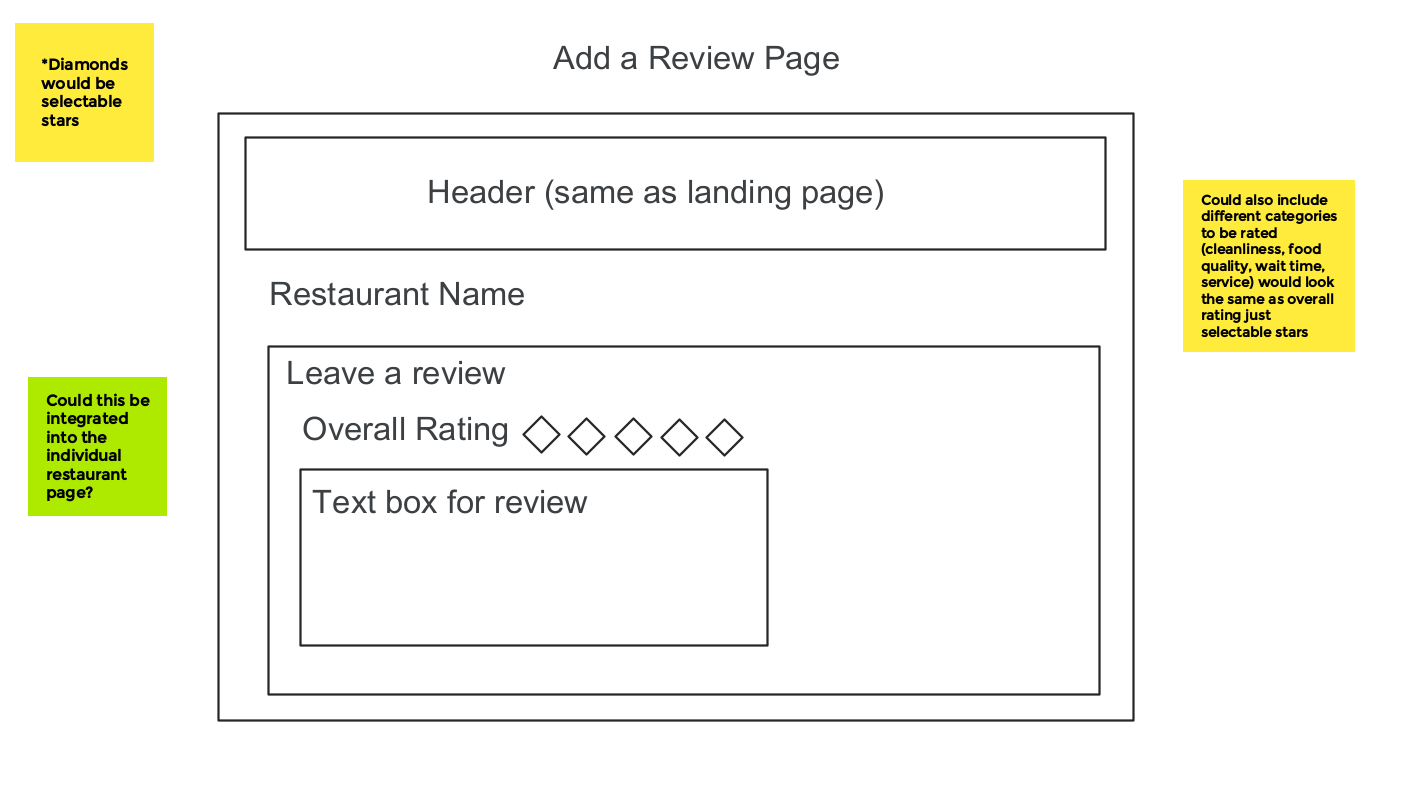 *Diamonds
would be
selectable
stars
Add a Review Page
Header (same as landing page)
Could also include
different categories
to be rated
(cleanliness, food
quality, wait time,
service) would look
the same as overall
rating just
selectable stars
Restaurant Name
Leave a review
Overall Rating
Text box for review
Could this be
integrated
into the
individual
restaurant
page?